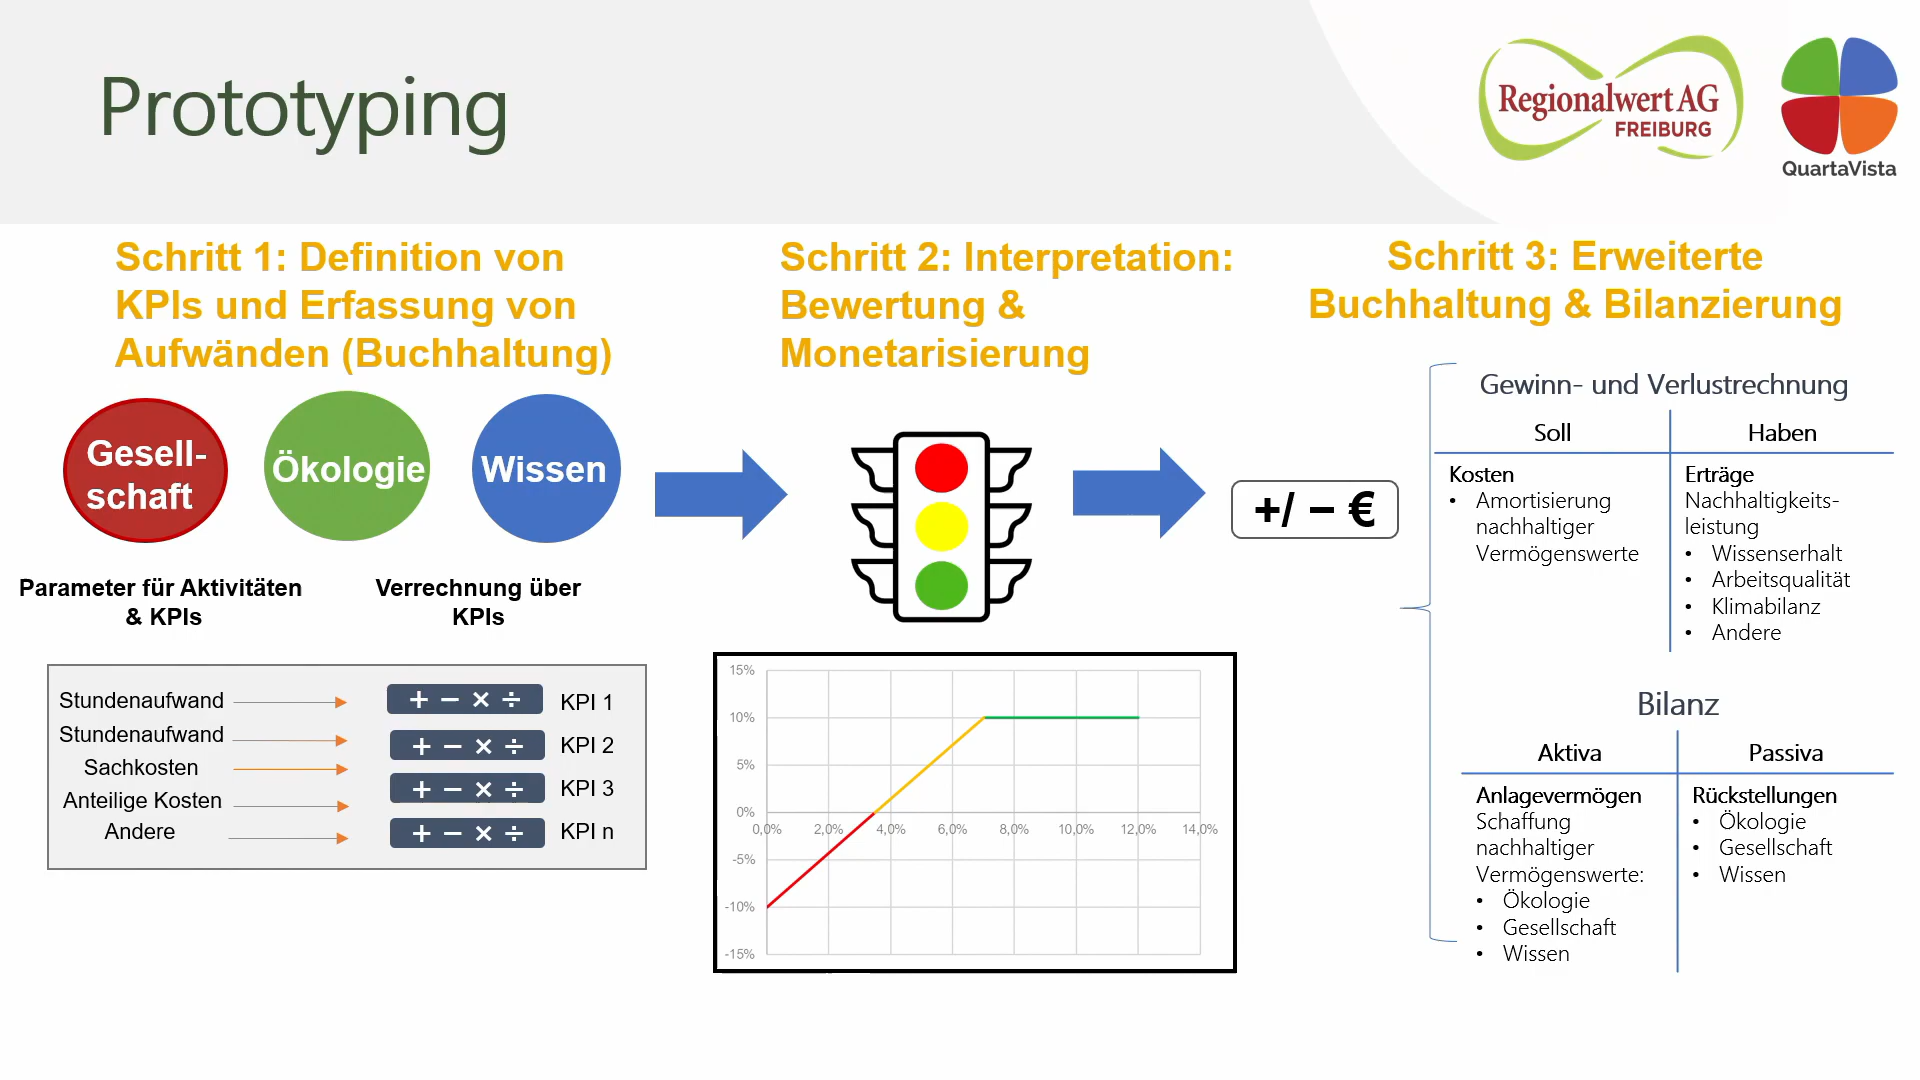 Prototyping
Regionalwert AG
FREIBURG
QuartaVista
Schritt 1: Definition von
KPIs und Erfassung von
Aufwänden (Buchhaltung)
Gesell-
schaft
Ökologie
Wissen
Parameter für Aktivitäten
& KPIs
Verrechnung über
KPIs
Stundenaufwand
+ − × ÷
KPI 1
Stundenaufwand
+ − × ÷
KPI 2
Sachkosten
Anteilige Kosten
+ − × ÷
KPI 3
Andere
+ − × ÷
KPI n
Schritt 2: Interpretation:
Bewertung &
Monetarisierung
15%
10%
5%
0%
0,0% 2,0% 4,0% 6,0% 8,0% 10,0% 12,0% 14,0%
-5%
-10%
-15%
+/ − €
Schritt 3: Erweiterte
Buchhaltung & Bilanzierung
Gewinn- und Verlustrechnung
Soll
Haben
Kosten
• Amortisierung
nachhaltiger
Vermögenswerte
Erträge
Nachhaltigkeits-
leistung
• Wissenserhalt
• Arbeitsqualität
• Klimabilanz
• Andere
Bilanz
Aktiva
Passiva
Anlagevermögen
Schaffung
nachhaltiger
Vermögenswerte:
• Ökologie
• Gesellschaft
• Wissen
Rückstellungen
• Ökologie
• Gesellschaft
• Wissen